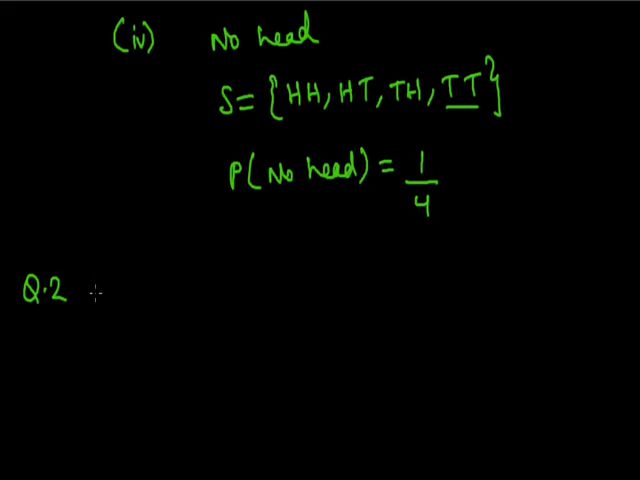 (iv) No head
S= {HH, HT, TH, TT}
P( No head) = 1/4
Q.2